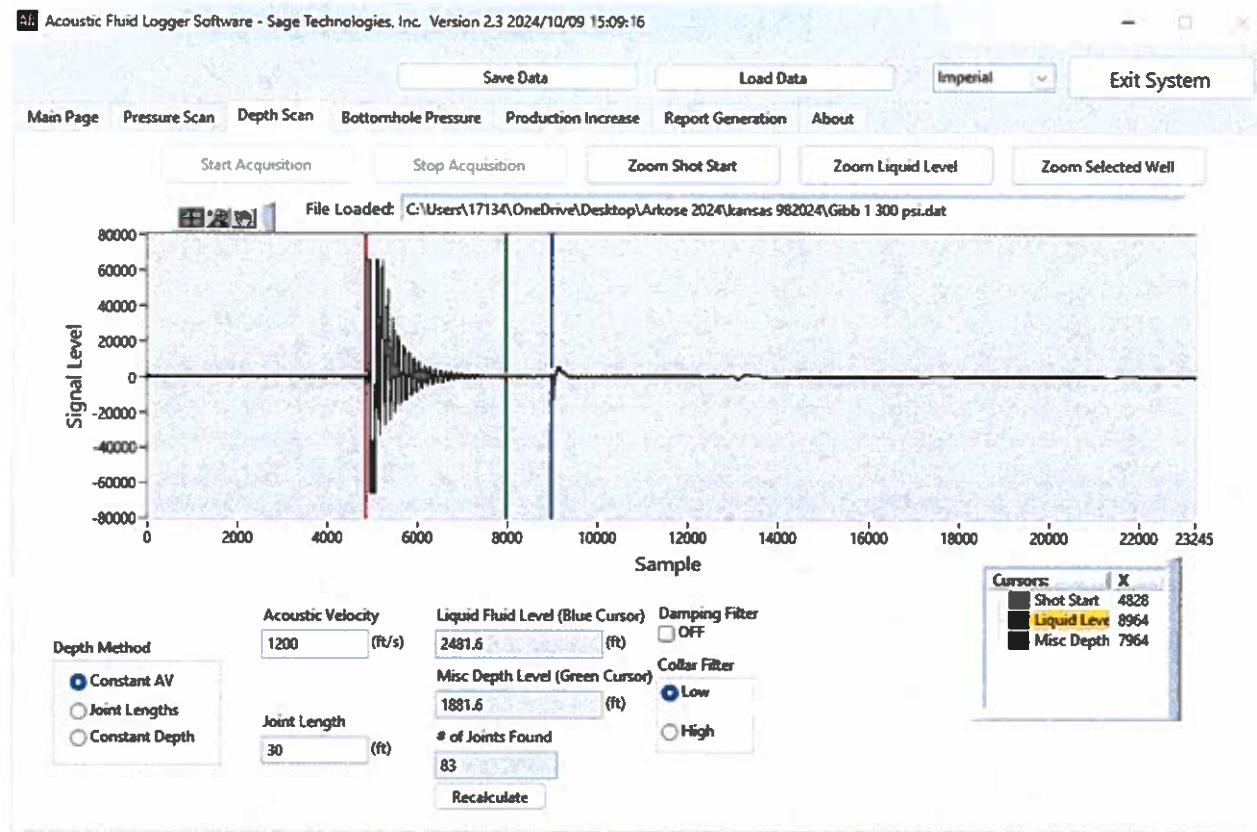 Acoustic Fluid Logger Software - Sage Technologies, Inc. Version 2.3 2024/10/09 15:09:16
Save Data Load Data Imperial Exit System
Main Page Pressure Scan Depth Scan Bottomhole Pressure Production Increase Report Generation About
Start Acquisition Stop Acquisition Zoom Shot Start Zoom Liquid Level Zoom Selected Well
File Loaded: C:\Users\17134\OneDrive\Desktop\Arkose 2024\kansas 982024\Gibb 1 300 psi.dat
80000
60000
40000
20000
0
-20000
-40000
-60000
-80000
Signal Level
0 2000 4000 6000 8000 10000 12000 14000 16000 18000 20000 22000 23245
Sample
Cursors: X
Shot Start 4828
Liquid Leve 8964
Misc Depth 7964
Depth Method
Constant AV
Joint Lengths
Constant Depth
Acoustic Velocity
1200 (ft/s)
Joint Length
30 (ft)
Liquid Fluid Level (Blue Cursor)
2481.6 (ft)
Misc Depth Level (Green Cursor)
1881.6 (ft)
# of Joints Found
83
Recalculate
Damping Filter
OFF
Collar Filter
Low
High